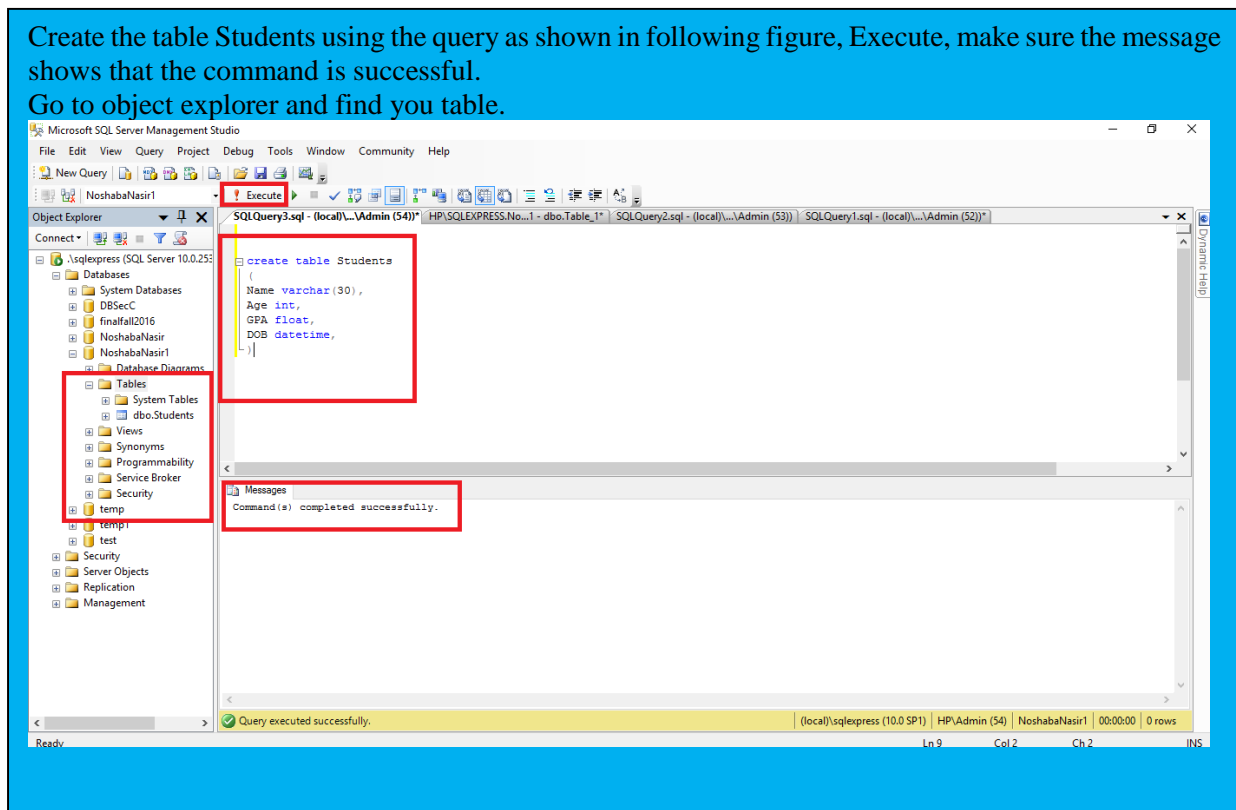 Create the table Students using the query as shown in following figure, Execute, make sure the message
shows that the command is successful.
Go to object explorer and find you table.
Microsoft SQL Server Management Studio
File Edit View Query Project Debug Tools Window Community Help
New Query
NoshabaNasir1 Execute
Object Explorer
SQLQuery3.sql - (local)\...\Admin (54))* HP\SQLEXPRESS.No...1 - dbo.Table_1* SQLQuery2.sql - (local)\...\Admin (53)) SQLQuery1.sql - (local)\...\Admin (52))*
Connect
.\sqlexpress (SQL Server 10.0.253
Databases
System Databases
DBSecC
finalfall2016
NoshabaNasir
NoshabaNasir1
Database Diagrams
Tables
System Tables
dbo.Students
Views
Synonyms
Programmability
Service Broker
Security
temp
temp1
test
Security
Server Objects
Replication
Management
create table Students
(
Name varchar(30),
Age int,
GPA float,
DOB datetime,
)
Dynamic Help
Messages
Command(s) completed successfully.
Query executed successfully. (local)\sqlexpress (10.0 SP1) HP\Admin (54) NoshabaNasir1 00:00:00 0 rows
Ready Ln 9 Col 2 Ch 2 INS